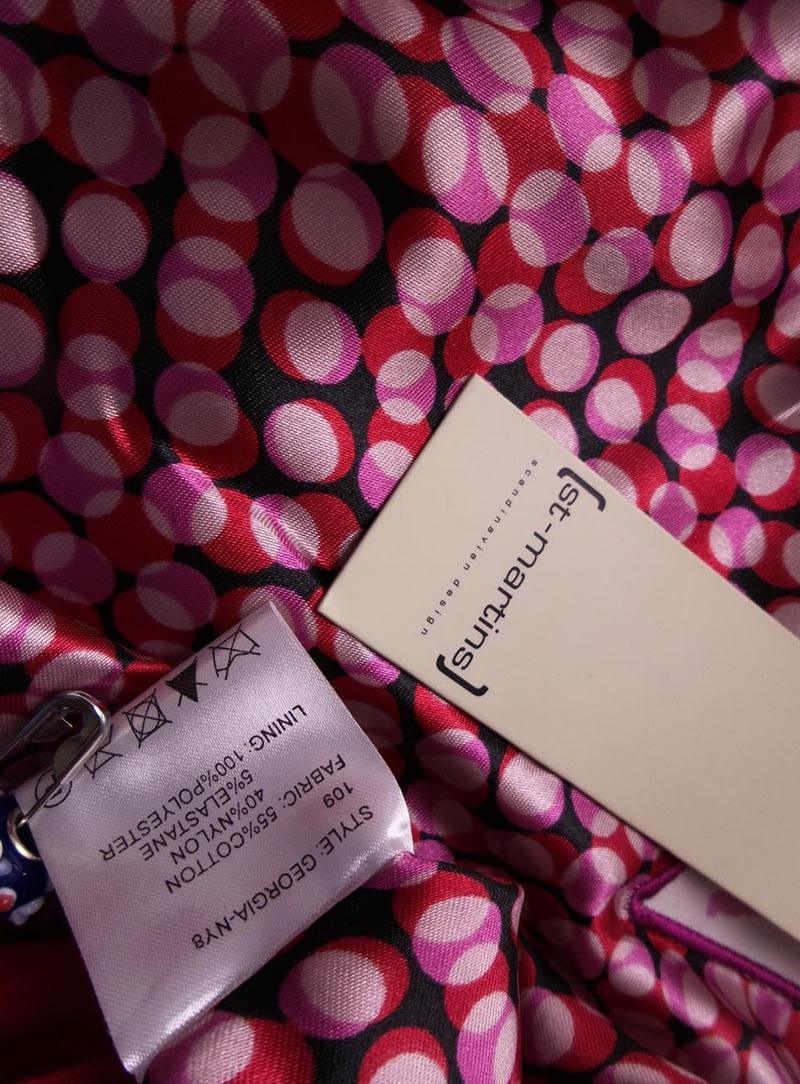 [st-martins]
scandinavian design
STYLE: GEORGIA-NY8
109
FABRIC: 55%COTTON
40%NYLON
5%ELASTANE
LINING: 100%POLYESTER